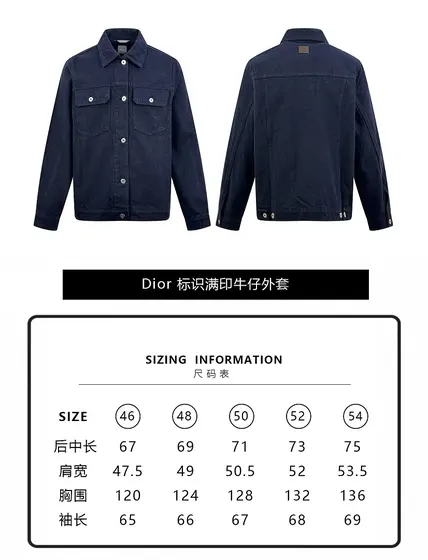 Dior 标识满印牛仔外套
SIZING INFORMATION
尺码表
SIZE 46 48 50 52 54
后中长 67 69 71 73 75
肩宽 47.5 49 50.5 52 53.5
胸围 120 124 128 132 136
袖长 65 66 67 68 69